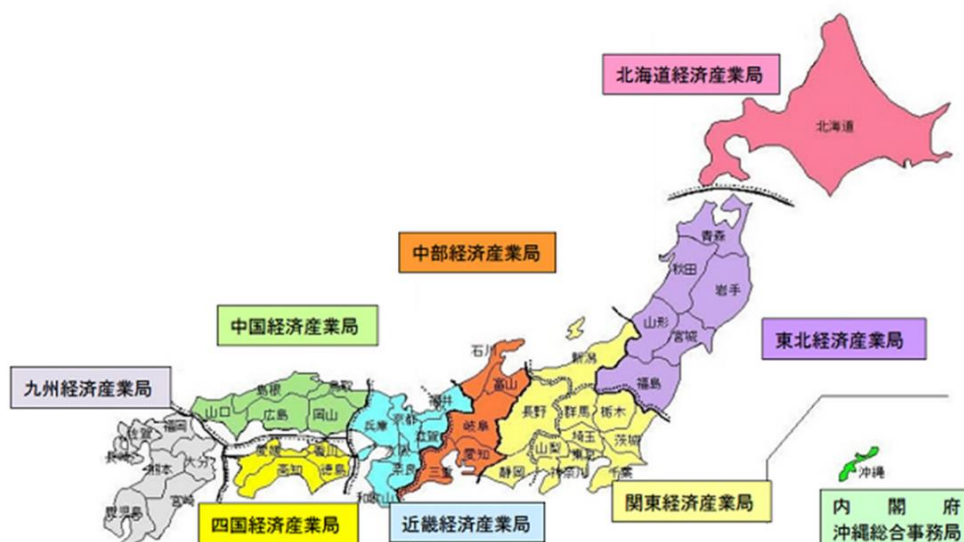 北海道経済産業局
北海道
青森
中部経済産業局
秋田
岩手
山形
宮城
中国経済産業局
東北経済産業局
石川
新潟
富山
福島
九州経済産業局
島根
鳥取
福井
山口
広島
岡山
兵庫
京都
滋賀
岐阜
長野
群馬
栃木
佐賀
福岡
長崎
大分
熊本
愛媛
香川
高知
徳島
大阪
奈良
愛知
三重
山梨
埼玉
東京
茨城
静岡
神奈川
千葉
宮崎
鹿児島
和歌山
沖縄
四国経済産業局
近畿経済産業局
関東経済産業局
内閣府
沖縄総合事務局